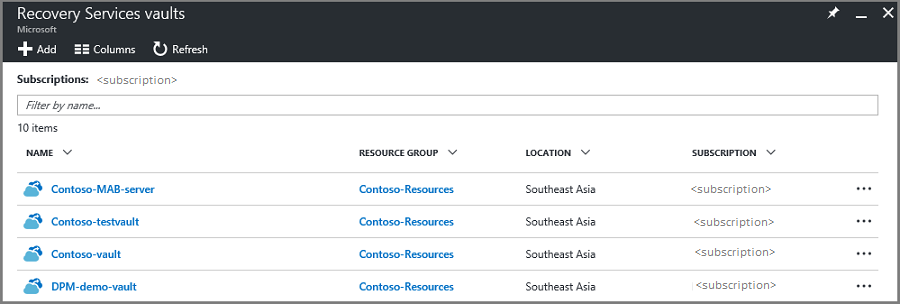 Recovery Services vaults
Microsoft
Add Columns Refresh
Subscriptions: <subscription>
Filter by name...
10 items
NAME RESOURCE GROUP LOCATION SUBSCRIPTION
Contoso-MAB-server Contoso-Resources Southeast Asia <subscription>
Contoso-testvault Contoso-Resources Southeast Asia <subscription>
Contoso-vault Contoso-Resources Southeast Asia <subscription>
DPM-demo-vault Contoso-Resources Southeast Asia <subscription>